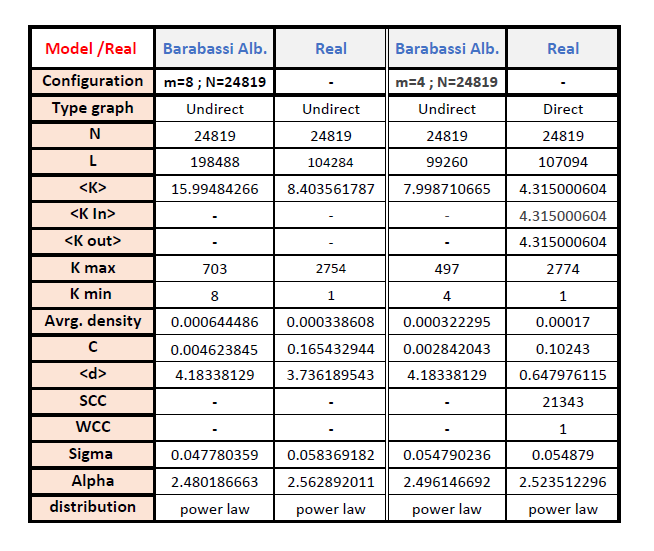 Model /Real Barabassi Alb. Real Barabassi Alb. Real
Configuration m=8 ; N=24819 - m=4 ; N=24819 -
Type graph Undirect Undirect Undirect Direct
N 24819 24819 24819 24819
L 198488 104284 99260 107094
<K> 15.99484266 8.403561787 7.998710665 4.315000604
<K In> - - - 4.315000604
<K out> - - - 4.315000604
K max 703 2754 497 2774
K min 8 1 4 1
Avrg. density 0.000644486 0.000338608 0.000322295 0.00017
C 0.004623845 0.165432944 0.002842043 0.10243
<d> 4.18338129 3.736189543 4.18338129 0.647976115
SCC - - - 21343
WCC - - - 1
Sigma 0.047780359 0.058369182 0.054790236 0.054879
Alpha 2.480186663 2.562892011 2.496146692 2.523512296
distribution power law power law power law power law